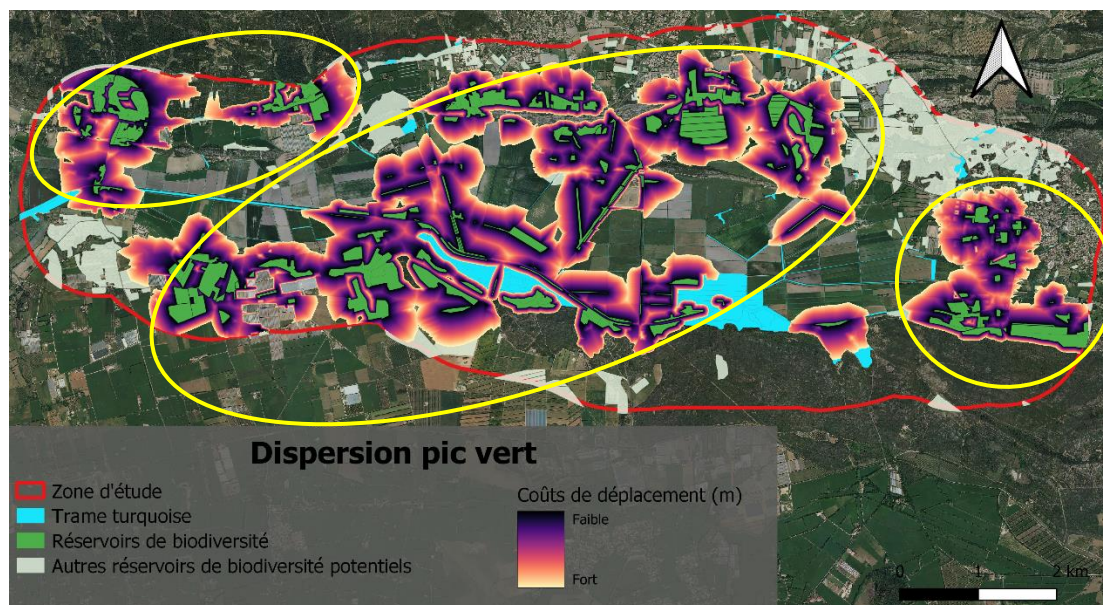 Dispersion pic vert
Zone d'étude
Trame turquoise
Réservoirs de biodiversité
Autres réservoirs de biodiversité potentiels
Coûts de déplacement (m)
Faible
Fort
0 1 2 km